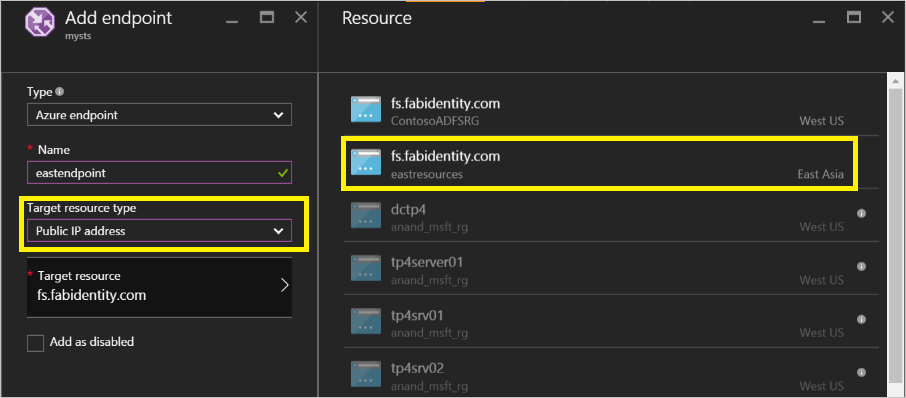 Add endpoint
mysts
Type
Azure endpoint
* Name
eastendpoint
Target resource type
Public IP address
* Target resource
fs.fabidentity.com
Add as disabled
Resource
fs.fabidentity.com
ContosoADFSRG West US
fs.fabidentity.com
eastresources East Asia
dctp4
anand_msft_rg West US
tp4server01
anand_msft_rg West US
tp4srv01
anand_msft_rg West US
tp4srv02
anand_msft_rg West US